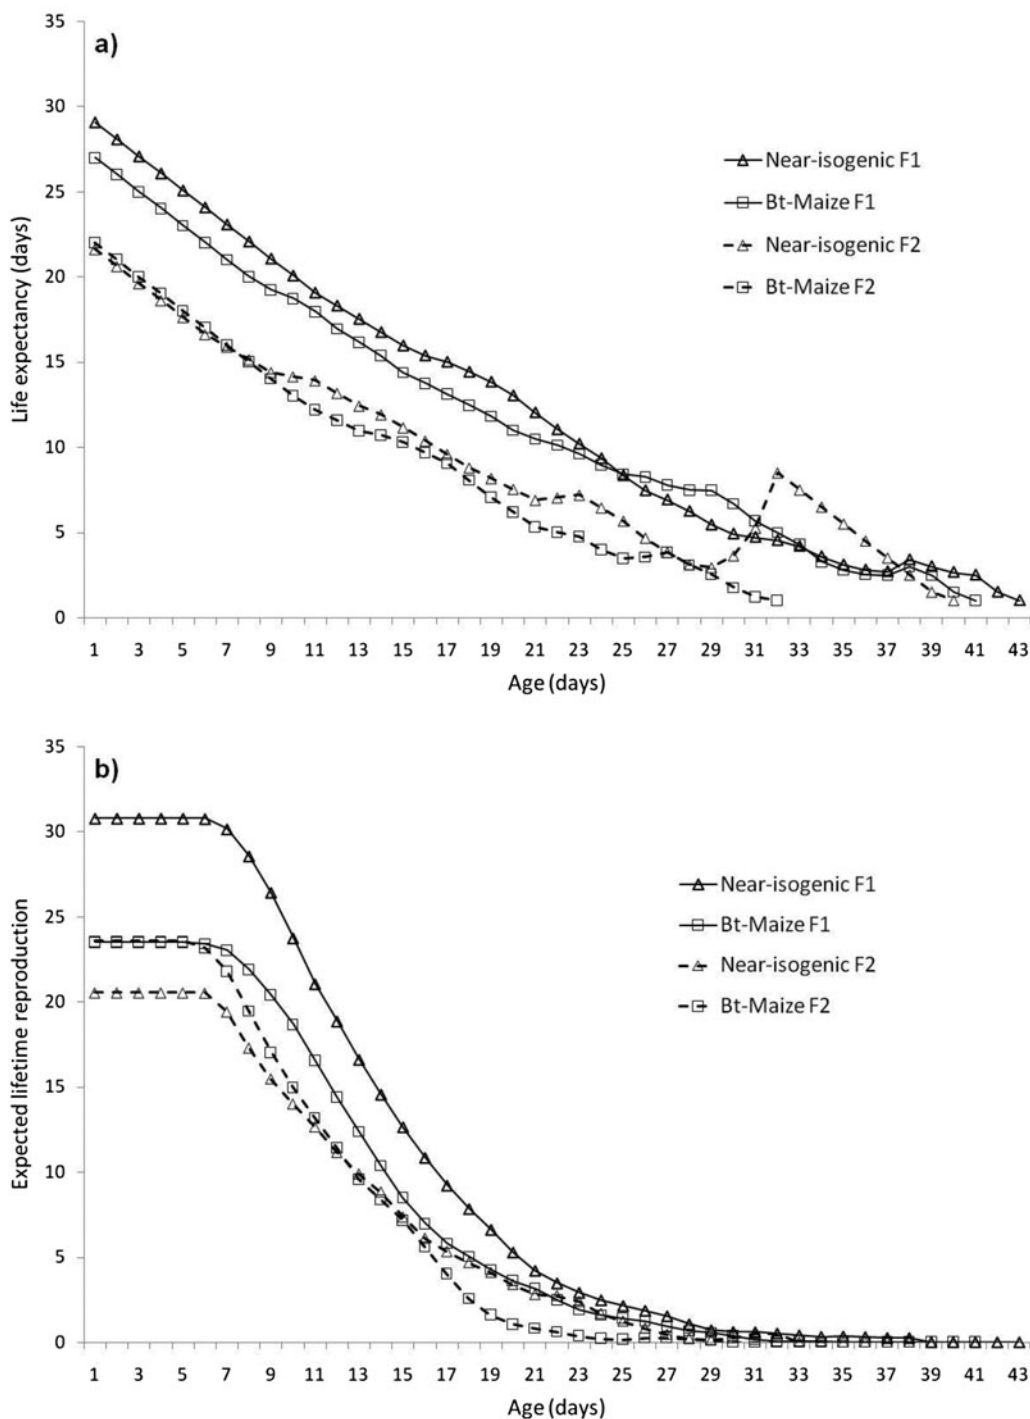 a)
35
30
25
20
15
10
5
0
Life expectancy (days)
Near-isogenic F1
Bt-Maize F1
Near-isogenic F2
Bt-Maize F2
1 3 5 7 9 11 13 15 17 19 21 23 25 27 29 31 33 35 37 39 41 43
Age (days)
b)
35
30
25
20
15
10
5
0
Expected lifetime reproduction
Near-isogenic F1
Bt-Maize F1
Near-isogenic F2
Bt-Maize F2
1 3 5 7 9 11 13 15 17 19 21 23 25 27 29 31 33 35 37 39 41 43
Age (days)